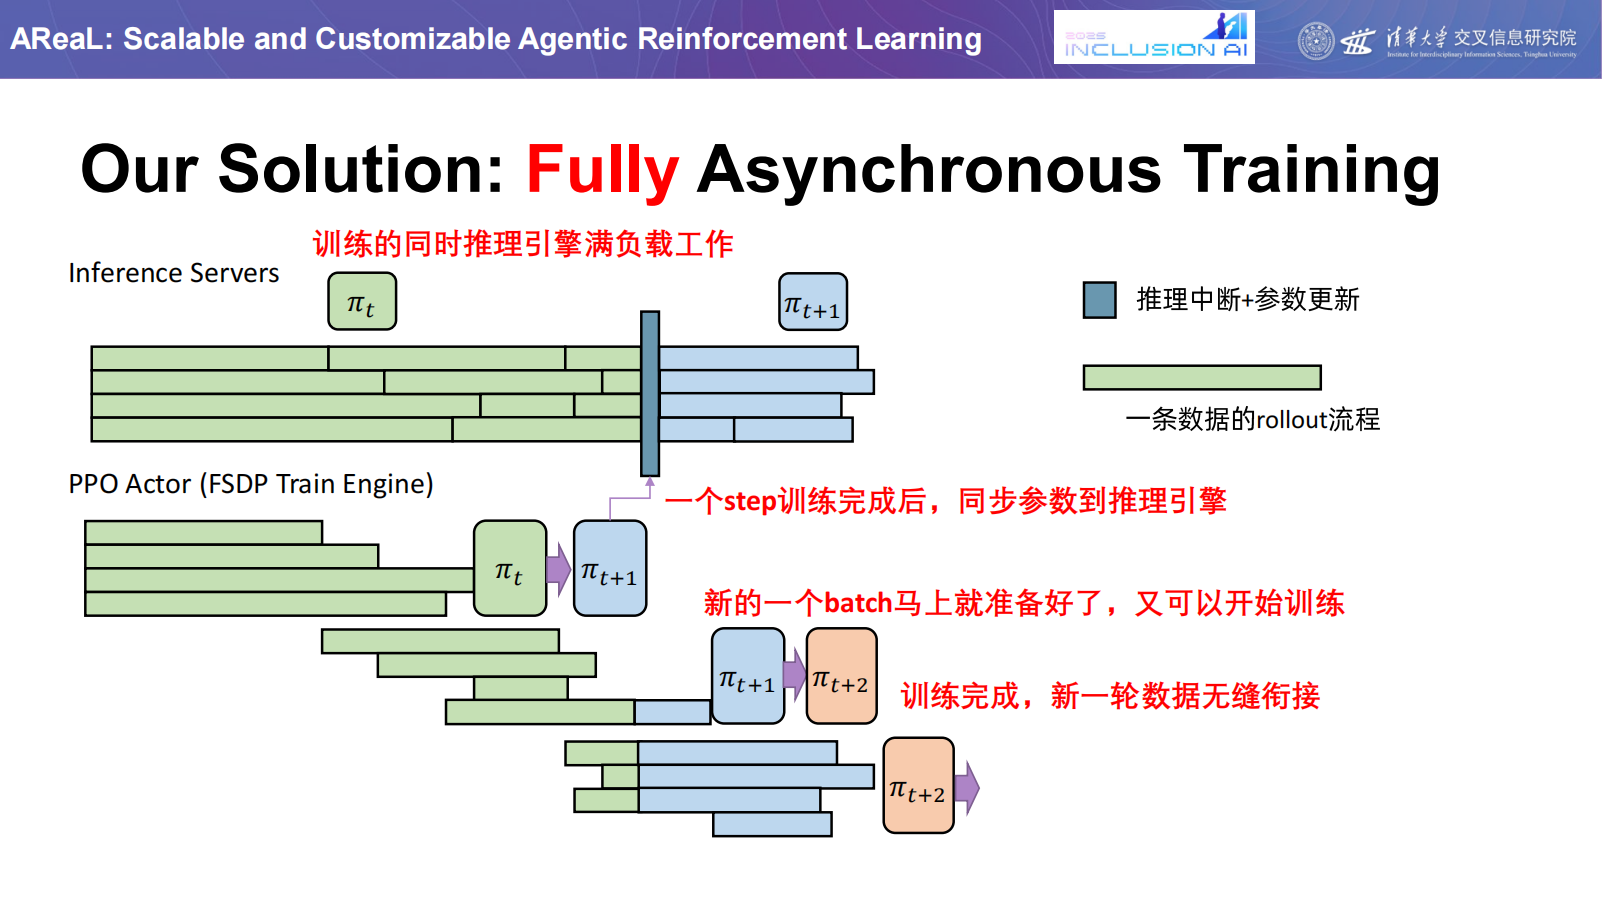 AReaL: Scalable and Customizable Agentic Reinforcement Learning
2025
INCLUSION AI
清华大学 交叉信息研究院
Institute for Interdisciplinary Information Sciences, Tsinghua University
Our Solution: Fully Asynchronous Training
训练的同时推理引擎满负载工作
Inference Servers
π_t
π_{t+1}
推理中断+参数更新
一条数据的rollout流程
PPO Actor (FSDP Train Engine)
一个step训练完成后，同步参数到推理引擎
π_t
π_{t+1}
新的一个batch马上就准备好了，又可以开始训练
π_{t+1}
π_{t+2}
训练完成，新一轮数据无缝衔接
π_{t+2}